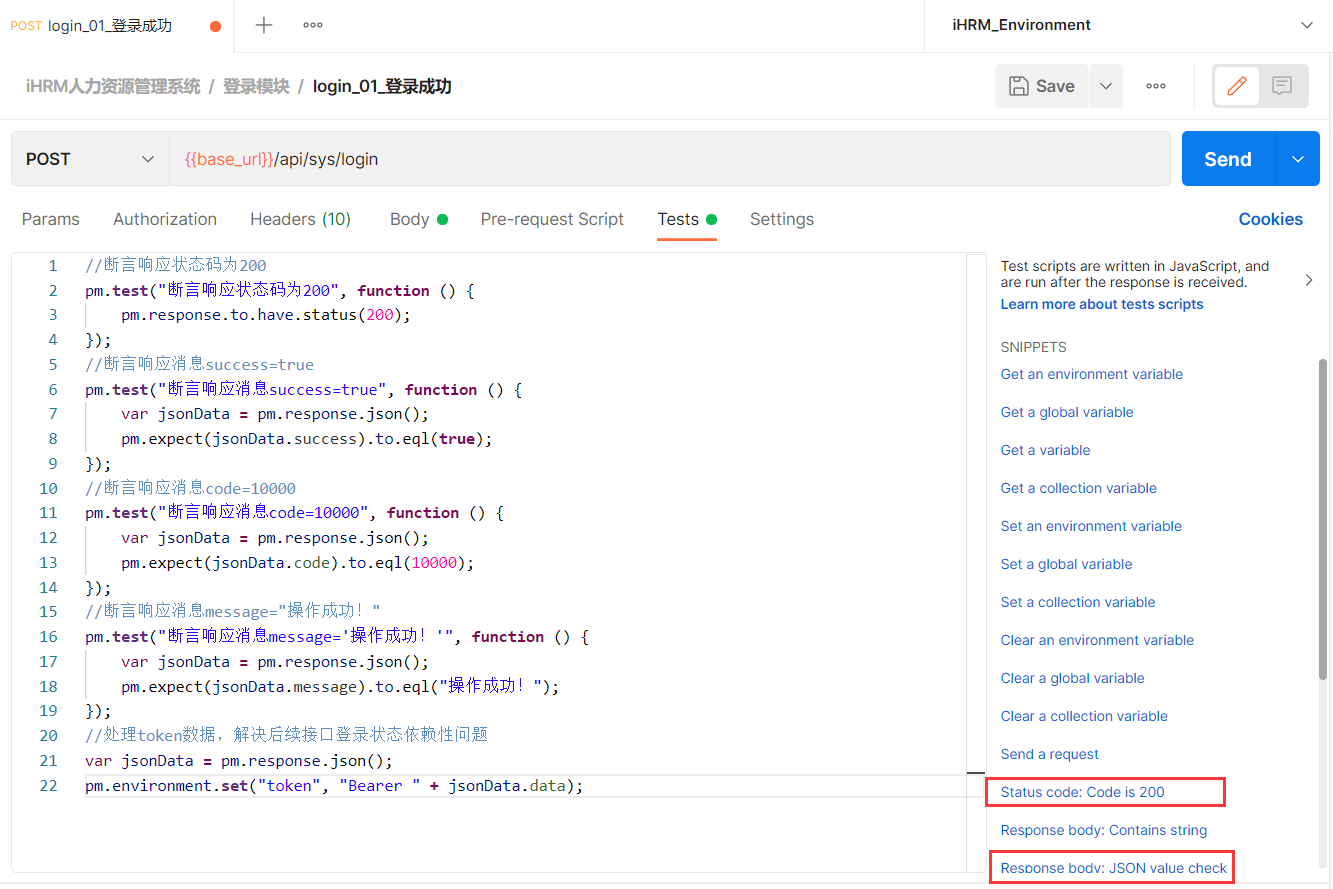 POST login_01_登录成功
iHRM_Environment
iHRM人力资源管理系统 / 登录模块 / login_01_登录成功
Save
POST
{{base_url}}/api/sys/login
Send
Params Authorization Headers (10) Body Pre-request Script Tests Settings Cookies
1 //断言响应状态码为200
2 pm.test("断言响应状态码为200", function () {
3 pm.response.to.have.status(200);
4 });
5 //断言响应消息success=true
6 pm.test("断言响应消息success=true", function () {
7 var jsonData = pm.response.json();
8 pm.expect(jsonData.success).to.eql(true);
9 });
10 //断言响应消息code=10000
11 pm.test("断言响应消息code=10000", function () {
12 var jsonData = pm.response.json();
13 pm.expect(jsonData.code).to.eql(10000);
14 });
15 //断言响应消息message="操作成功！"
16 pm.test("断言响应消息message='操作成功！'", function () {
17 var jsonData = pm.response.json();
18 pm.expect(jsonData.message).to.eql("操作成功！");
19 });
20 //处理token数据，解决后续接口登录状态依赖性问题
21 var jsonData = pm.response.json();
22 pm.environment.set("token", "Bearer " + jsonData.data);
Test scripts are written in JavaScript, and
are run after the response is received.
Learn more about tests scripts
SNIPPETS
Get an environment variable
Get a global variable
Get a variable
Get a collection variable
Set an environment variable
Set a global variable
Set a collection variable
Clear an environment variable
Clear a global variable
Clear a collection variable
Send a request
Status code: Code is 200
Response body: Contains string
Response body: JSON value check